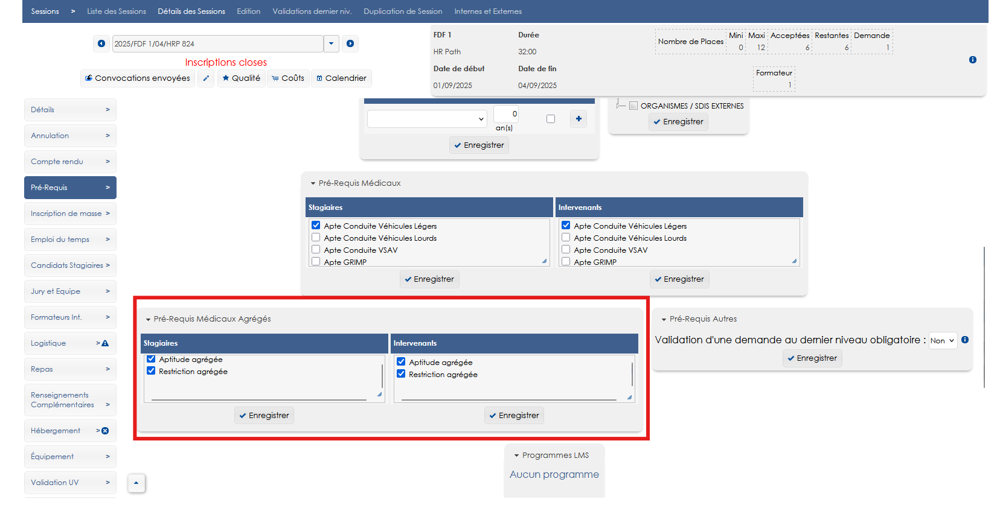 Sessions > Liste des Sessions Détails des Sessions Edition Validations dernier niv. Duplication de Session Internes et Externes
2025/FDF 1/04/HRP 824
Inscriptions closes
Convocations envoyées Qualité Coûts Calendrier
FDF 1 Durée
HR Path 32:00
Date de début Date de fin
01/09/2025 04/09/2025
Nombre de Places Mini Maxi Acceptées Restantes Demande
0 12 6 6 1
Formateur
1
Détails >
Annulation >
Compte rendu >
Pré-Requis >
Inscription de masse >
Emploi du temps >
Candidats Stagiaires >
Jury et Equipe >
Formateurs Int. >
Logistique >
Repas >
Renseignements
Complémentaires >
Hébergement >
Équipement >
Validation UV >
0
an(s)
Enregistrer
ORGANISMES / SDIS EXTERNES
Enregistrer
Pré-Requis Médicaux
Stagiaires
Apte Conduite Véhicules Légers
Apte Conduite Véhicules Lourds
Apte Conduite VSAV
Apte GRIMP
Enregistrer
Intervenants
Apte Conduite Véhicules Légers
Apte Conduite Véhicules Lourds
Apte Conduite VSAV
Apte GRIMP
Enregistrer
Pré-Requis Médicaux Agrégés
Stagiaires
Aptitude agrégée
Restriction agrégée
Enregistrer
Intervenants
Aptitude agrégée
Restriction agrégée
Enregistrer
Pré-Requis Autres
Validation d'une demande au dernier niveau obligatoire : Non
Enregistrer
Programmes LMS
Aucun programme